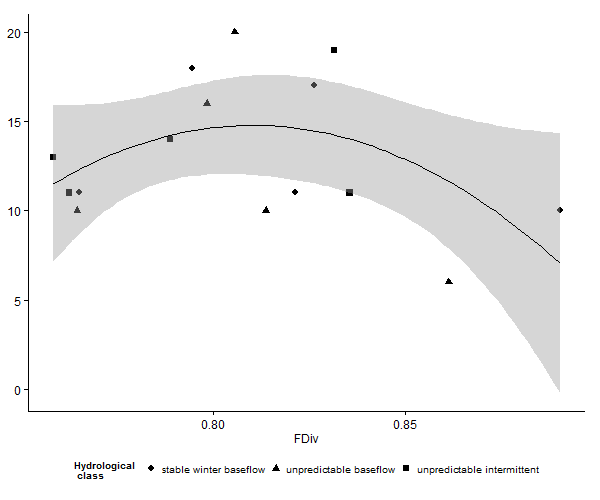 20
15
10
5
0
0.80 0.85
FDiv
Hydrological
class
stable winter baseflow unpredictable baseflow unpredictable intermittent